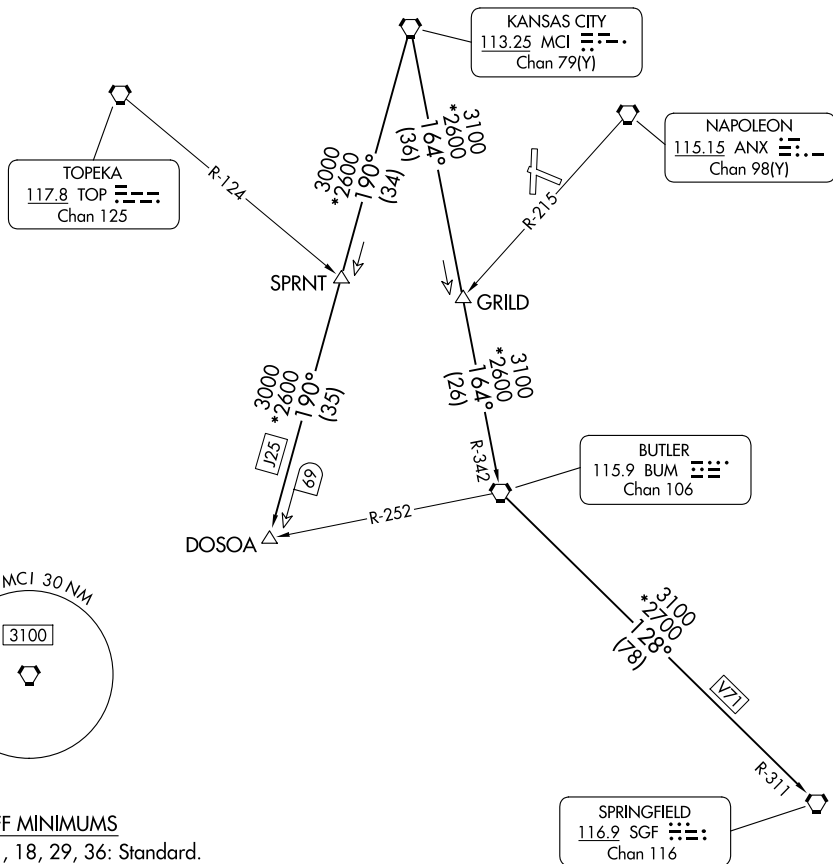 KANSAS CITY
113.25 MCI
Chan 79(Y)
NAPOLEON
115.15 ANX
Chan 98(Y)
TOPEKA
117.8 TOP
Chan 125
R-124
3000
*2600
190°
(34)
3100
*2600
164°
(36)
R-215
SPRNT
GRILD
3000
*2600
190°
(35)
3100
*2600
164°
(26)
J25
69
R-342
BUTLER
115.9 BUM
Chan 106
R-252
DOSOA
MCI 30 NM
3100
3100
*2700
128°
(78)
V71
R-311
SPRINGFIELD
116.9 SGF
Chan 116
FF MINIMUMS
, 18, 29, 36: Standard.